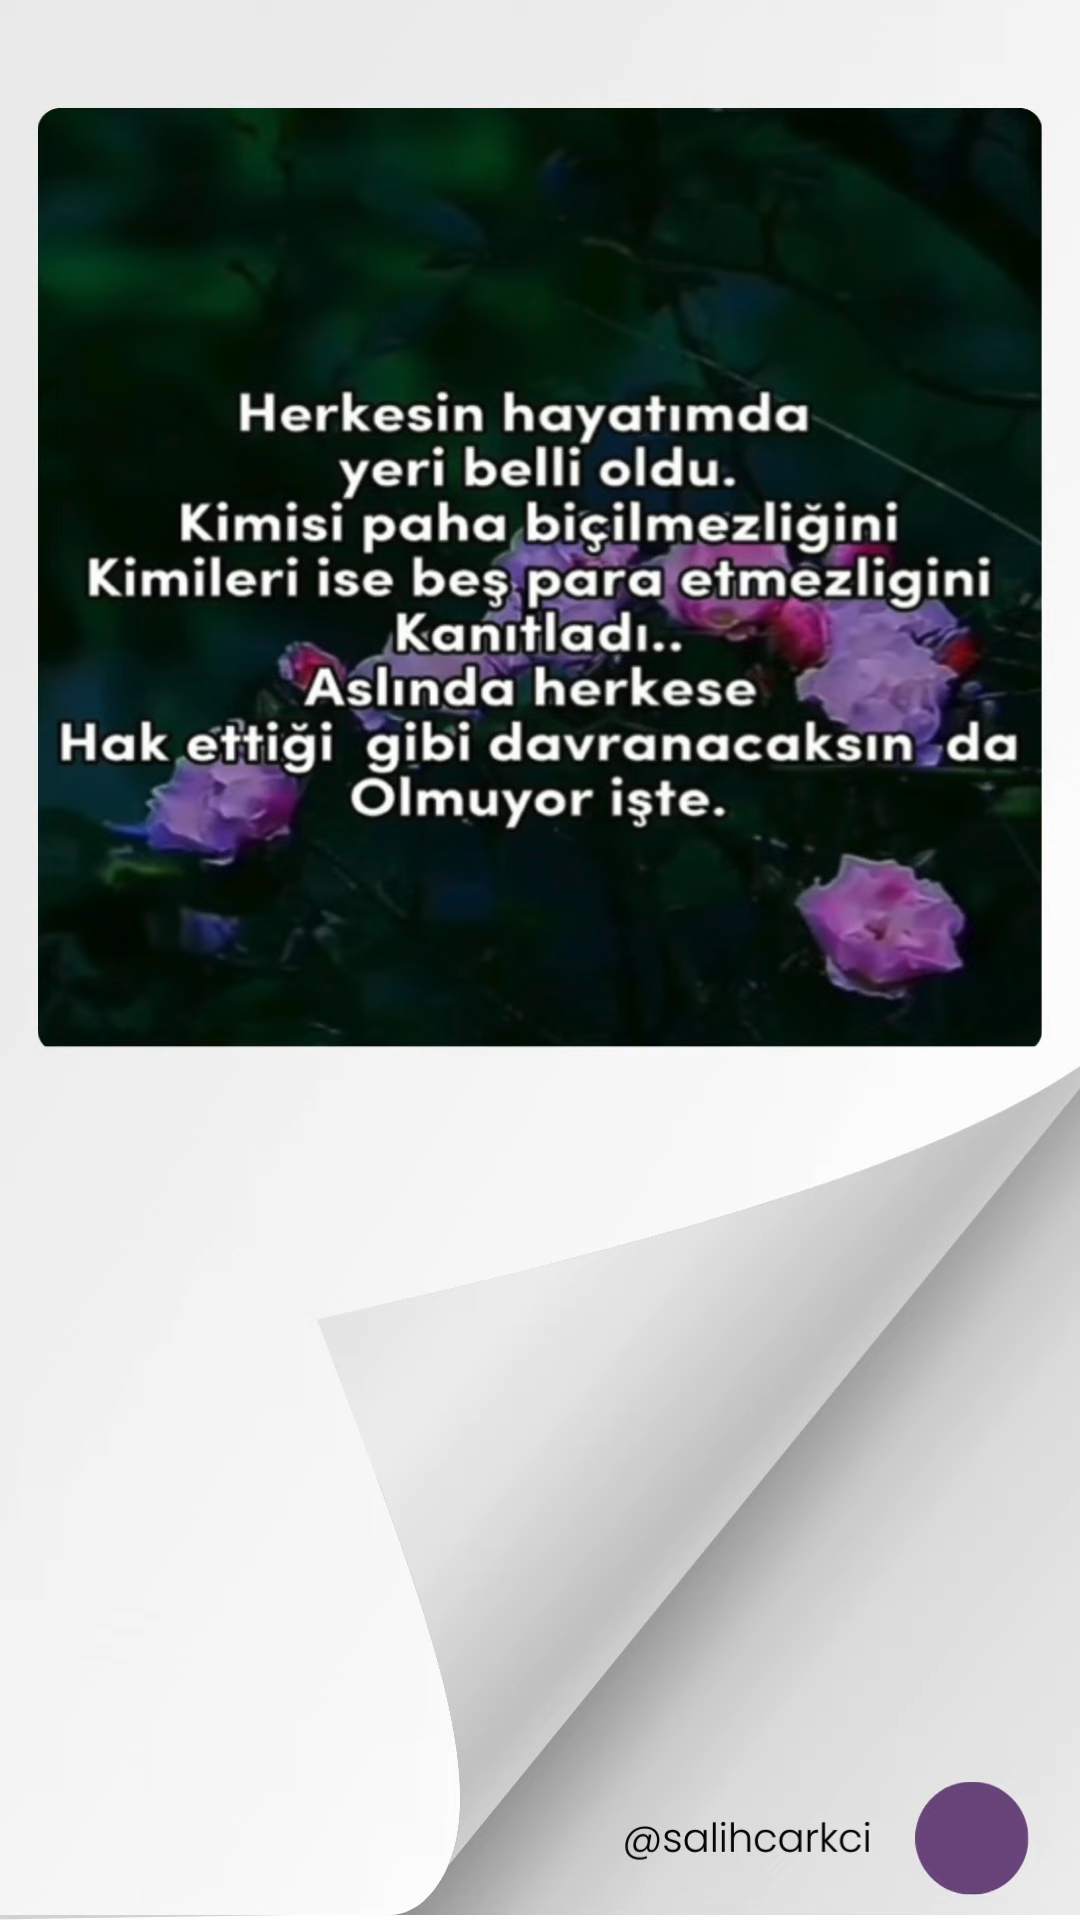 Herkesin hayatımda
yeri belli oldu.
Kimisi paha biçilmezliğini
Kimileri ise beş para etmezligini
Kanıtladı..
Aslında herkese
Hak ettiği  gibi davranacaksın  da
Olmuyor işte.
@salihcarkci